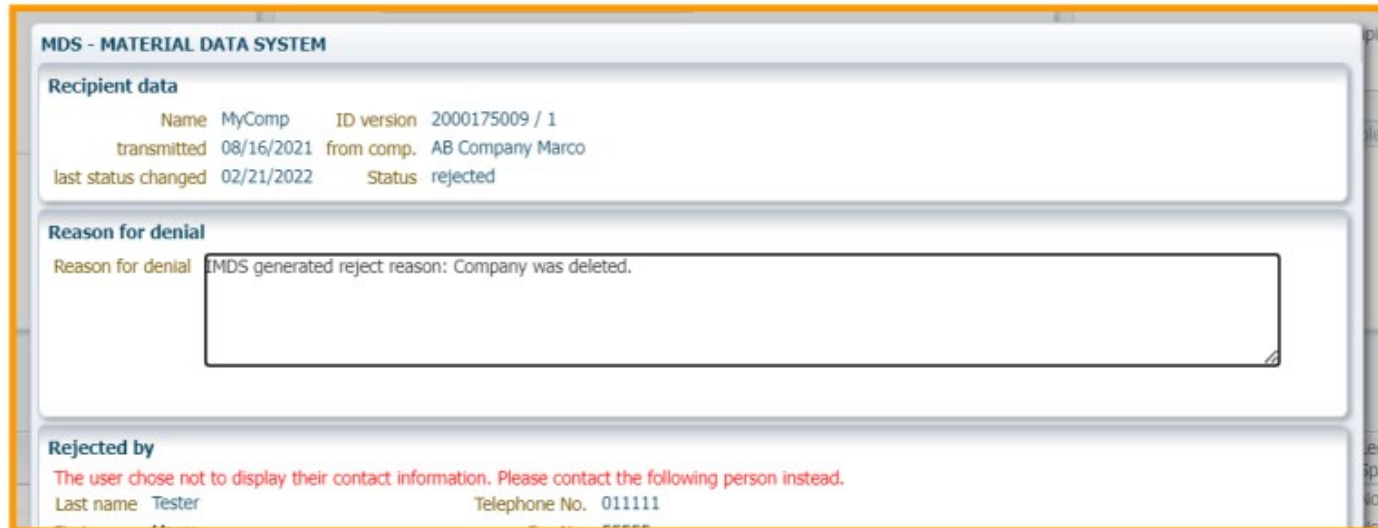 MDS - MATERIAL DATA SYSTEM
Recipient data
Name MyComp ID version 2000175009 / 1
transmitted 08/16/2021 from comp. AB Company Marco
last status changed 02/21/2022 Status rejected
Reason for denial
Reason for denial IMDS generated reject reason: Company was deleted.
Rejected by
The user chose not to display their contact information. Please contact the following person instead.
Last name Tester Telephone No. 011111